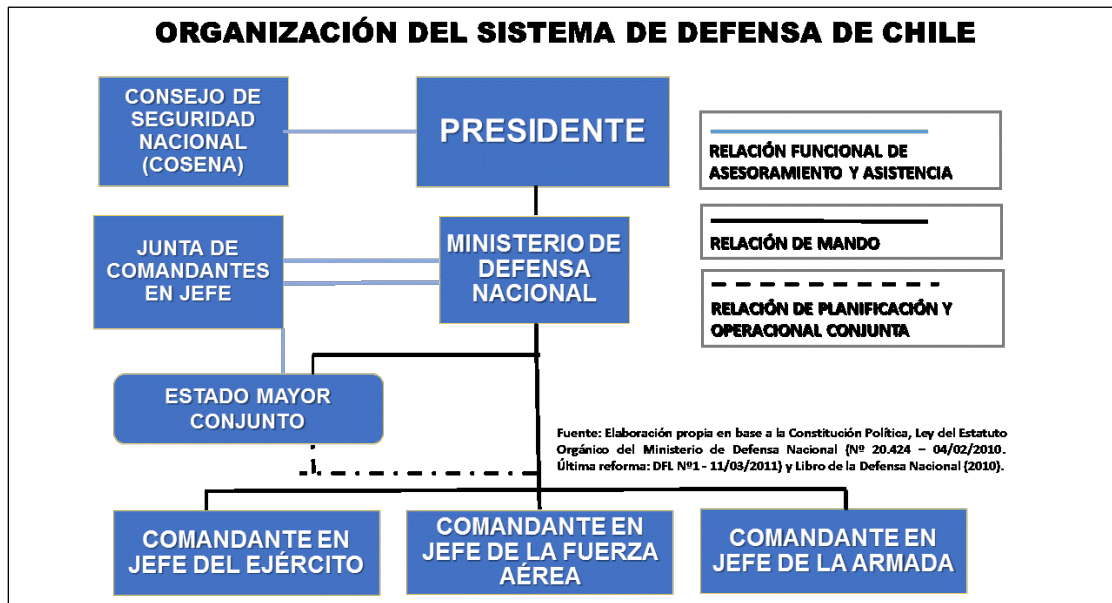 ORGANIZACIÓN DEL SISTEMA DE DEFENSA DE CHILE
CONSEJO DE
SEGURIDAD
NACIONAL
(COSENA)
PRESIDENTE
RELACIÓN FUNCIONAL DE
ASESORAMIENTO Y ASISTENCIA
JUNTA DE
COMANDANTES
EN JEFE
MINISTERIO DE
DEFENSA
NACIONAL
RELACIÓN DE MANDO
RELACIÓN DE PLANIFICACIÓN Y
OPERACIONAL CONJUNTA
ESTADO MAYOR
CONJUNTO
Fuente: Elaboración propia en base a la Constitución Política, Ley del Estatuto
Orgánico del Ministerio de Defensa Nacional (Nº 20.424 – 04/02/2010.
Última reforma: DFL Nº1 - 11/03/2011) y Libro de la Defensa Nacional (2010).
COMANDANTE EN
JEFE DEL EJÉRCITO
COMANDANTE EN
JEFE DE LA FUERZA
AÉREA
COMANDANTE EN
JEFE DE LA ARMADA